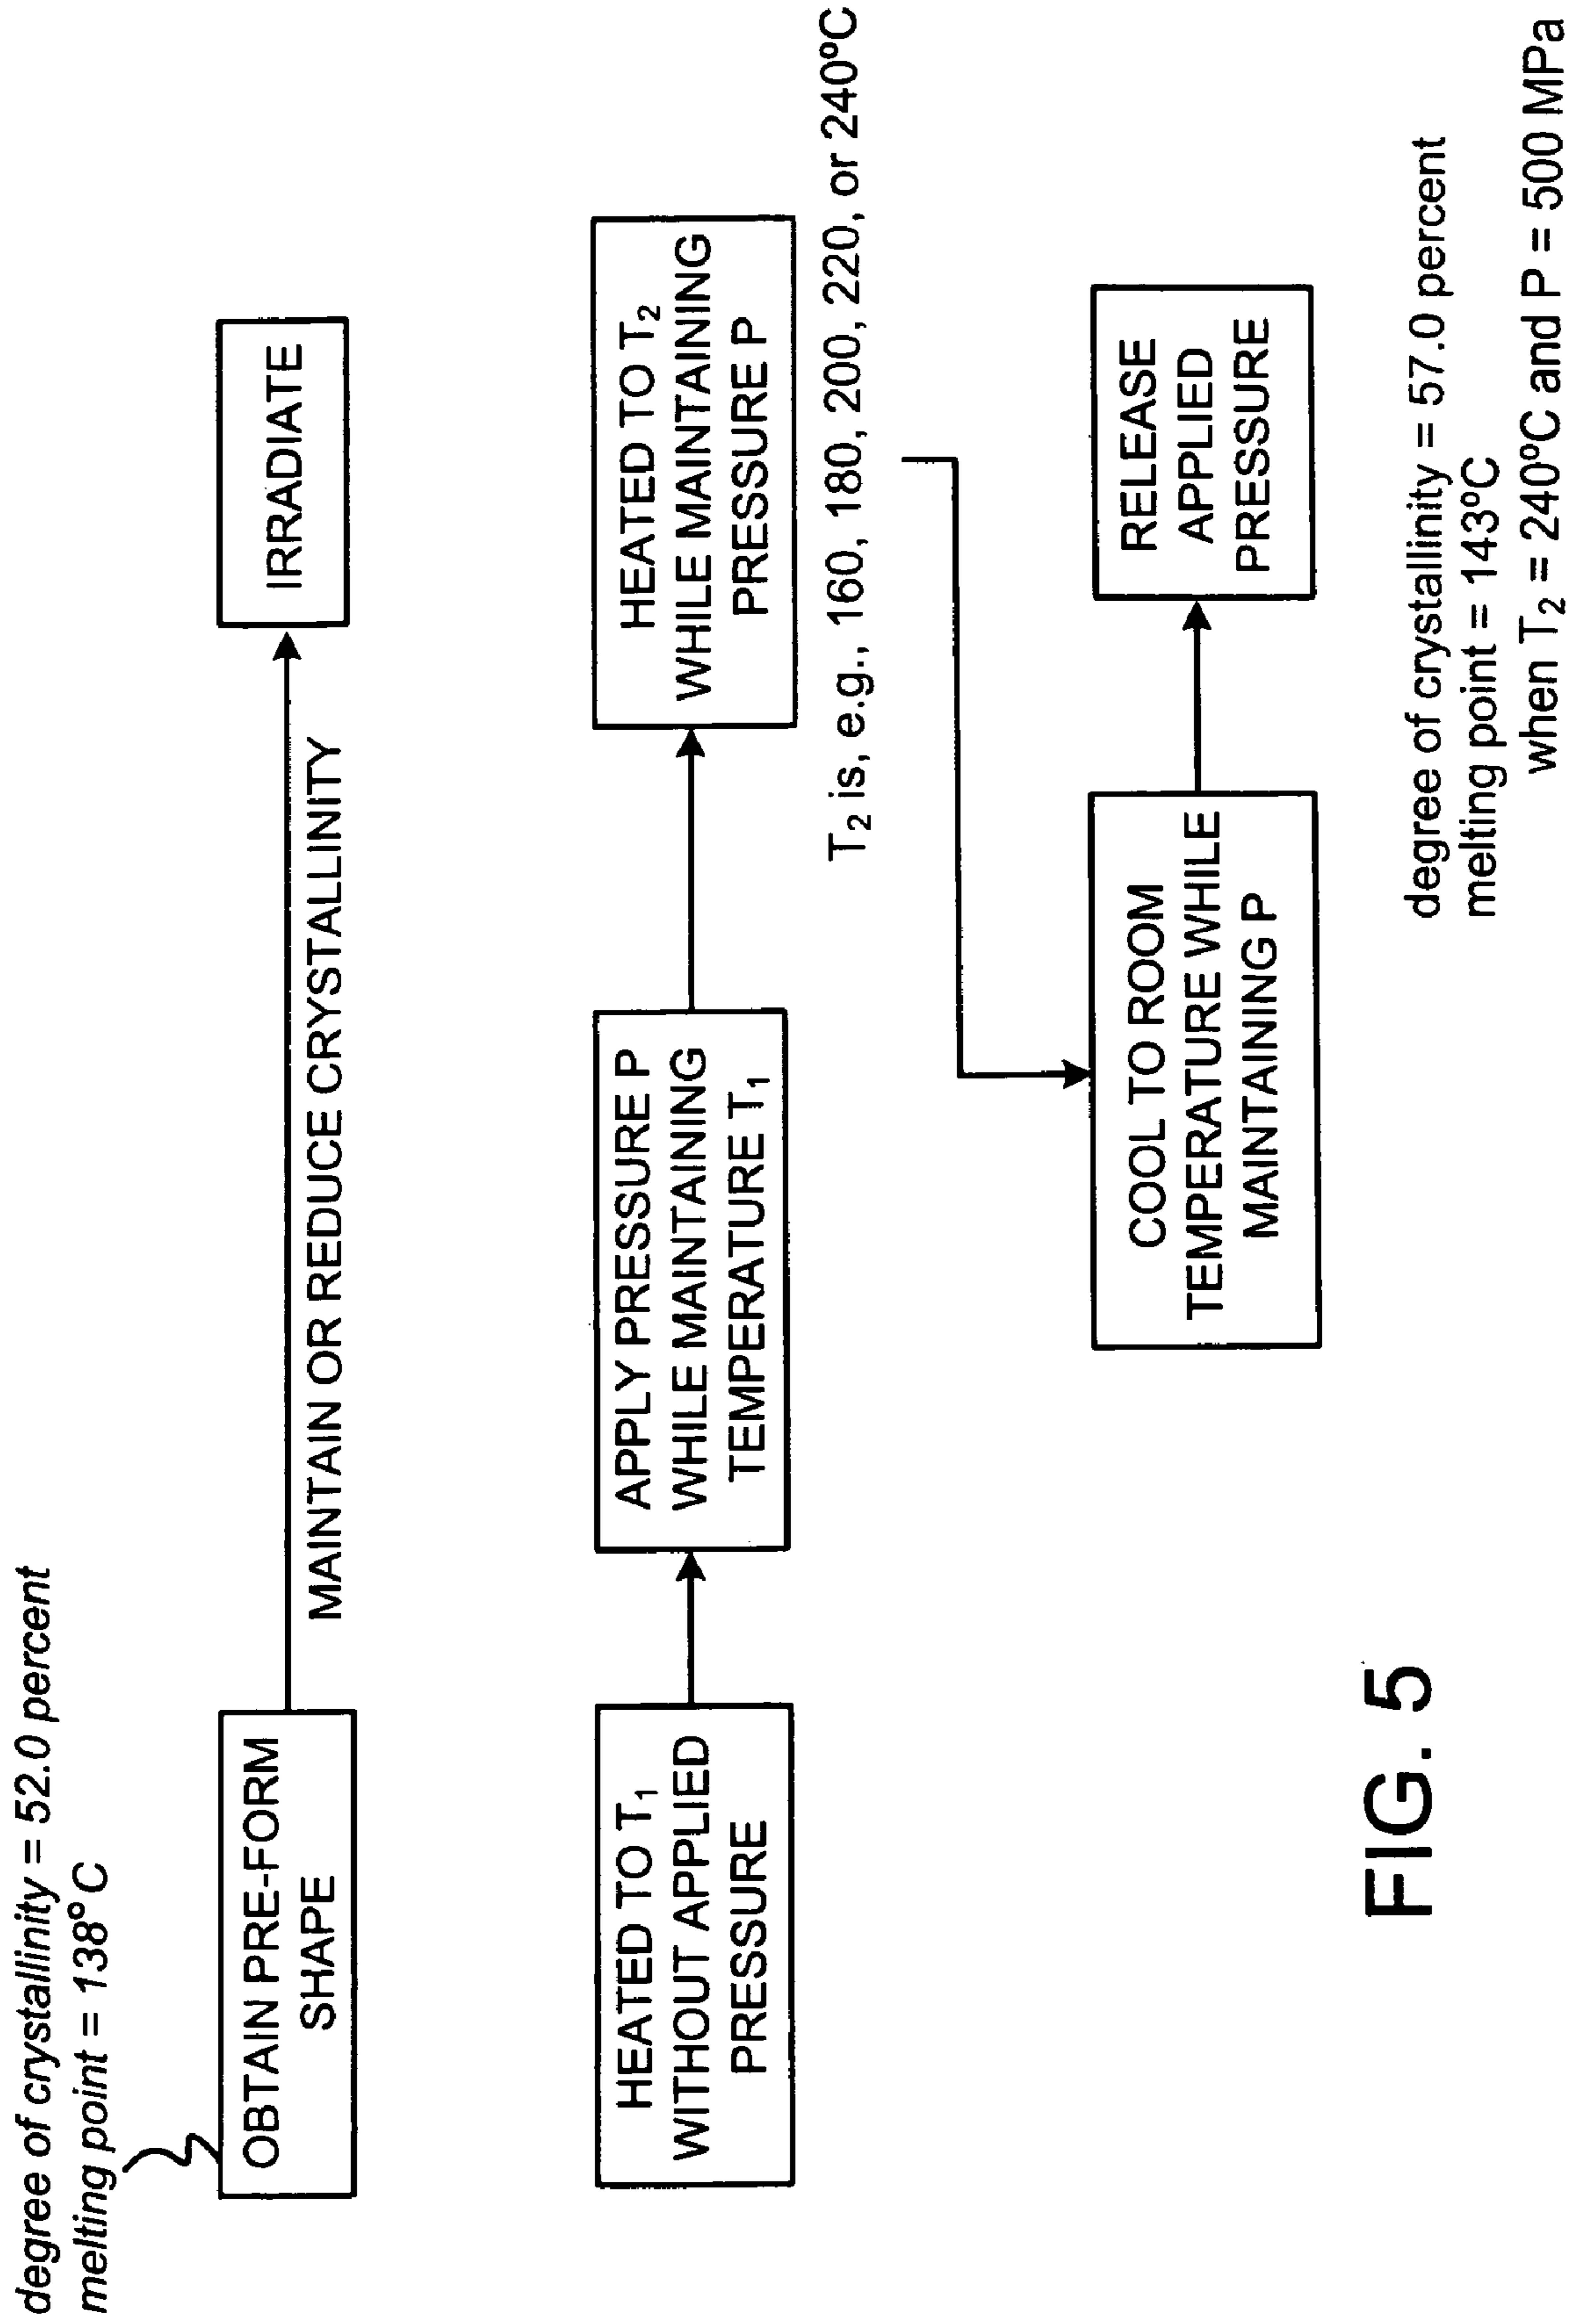 degree of crystallinity = 52.0 percent
melting point = 138°C
OBTAIN PRE-FORM
SHAPE
MAINTAIN OR REDUCE CRYSTALLINITY
IRRADIATE
HEATED TO T₁
WITHOUT APPLIED
PRESSURE
APPLY PRESSURE P
WHILE MAINTAINING
TEMPERATURE T₁
HEATED TO T₂
WHILE MAINTAINING
PRESSURE P
T₂ is, e.g., 160, 180, 200, 220, or 240ºC
COOL TO ROOM
TEMPERATURE WHILE
MAINTAINING P
RELEASE
APPLIED
PRESSURE
degree of crystallinity = 57.0 percent
melting point = 143ºC
when T₂ = 240ºC and P = 500 MPa
FIG. 5